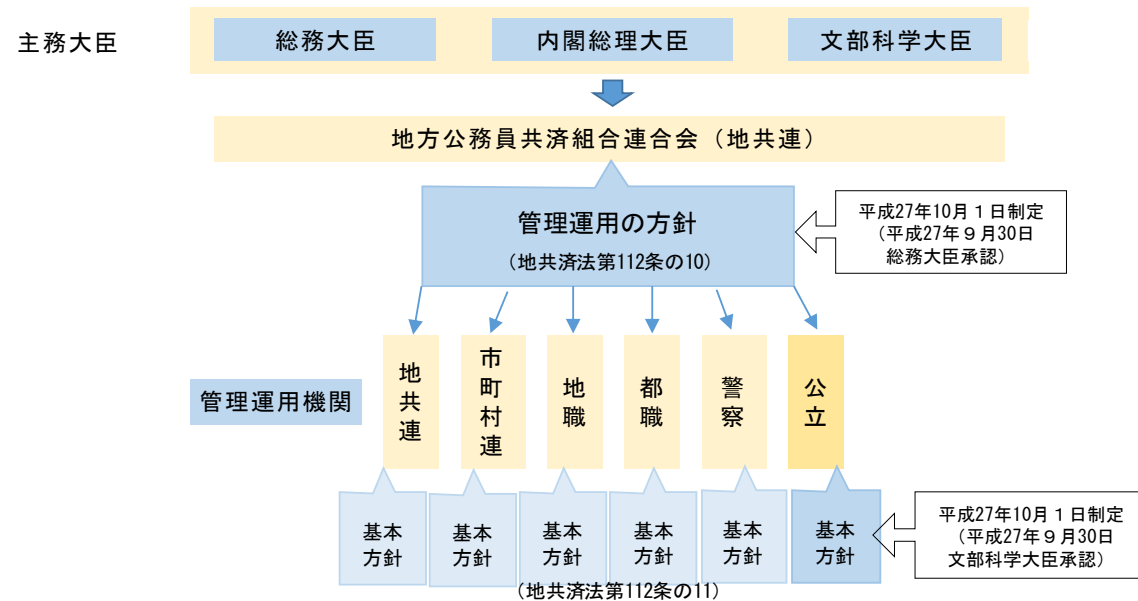 主務大臣
総務大臣
内閣総理大臣
文部科学大臣
地方公務員共済組合連合会（地共連）
管理運用の方針
（地共済法第112条の10）
平成27年10月１日制定
（平成27年９月30日
総務大臣承認）
管理運用機関
地共連
市町村連
地職
都職
警察
公立
基本
方針
基本
方針
基本
方針
基本
方針
基本
方針
基本
方針
平成27年10月１日制定
（平成27年９月30日
文部科学大臣承認）
（地共済法第112条の11）